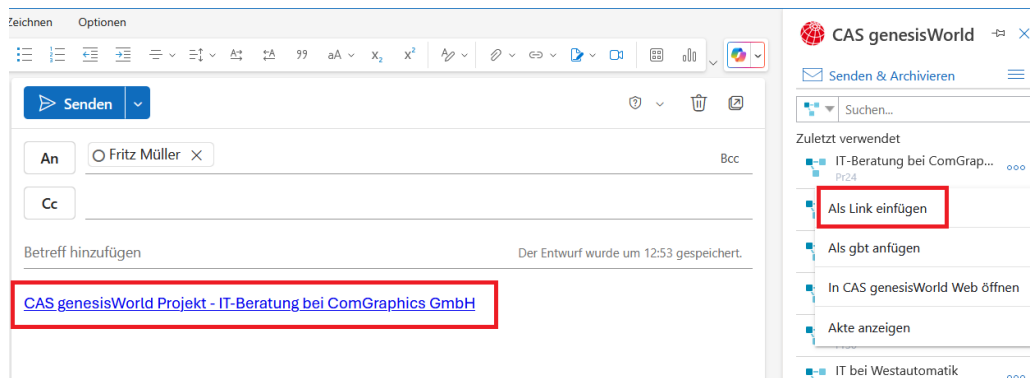 Zeichnen Optionen
Senden
An Fritz Müller Bcc
Cc
Betreff hinzufügen Der Entwurf wurde um 12:53 gespeichert.
CAS genesisWorld Projekt - IT-Beratung bei ComGraphics GmbH
CAS genesisWorld
Senden & Archivieren
Suchen...
Zuletzt verwendet
IT-Beratung bei ComGrap...
Pr24
Als Link einfügen
Als gbt anfügen
In CAS genesisWorld Web öffnen
Akte anzeigen
IT bei Westautomatik